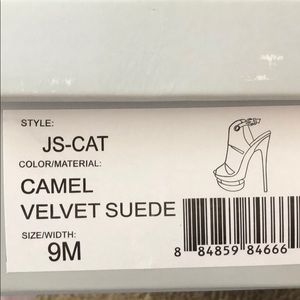 STYLE:
JS-CAT
COLOR/MATERIAL:
CAMEL
VELVET SUEDE
SIZE/WIDTH:
9M
8 84859 84666